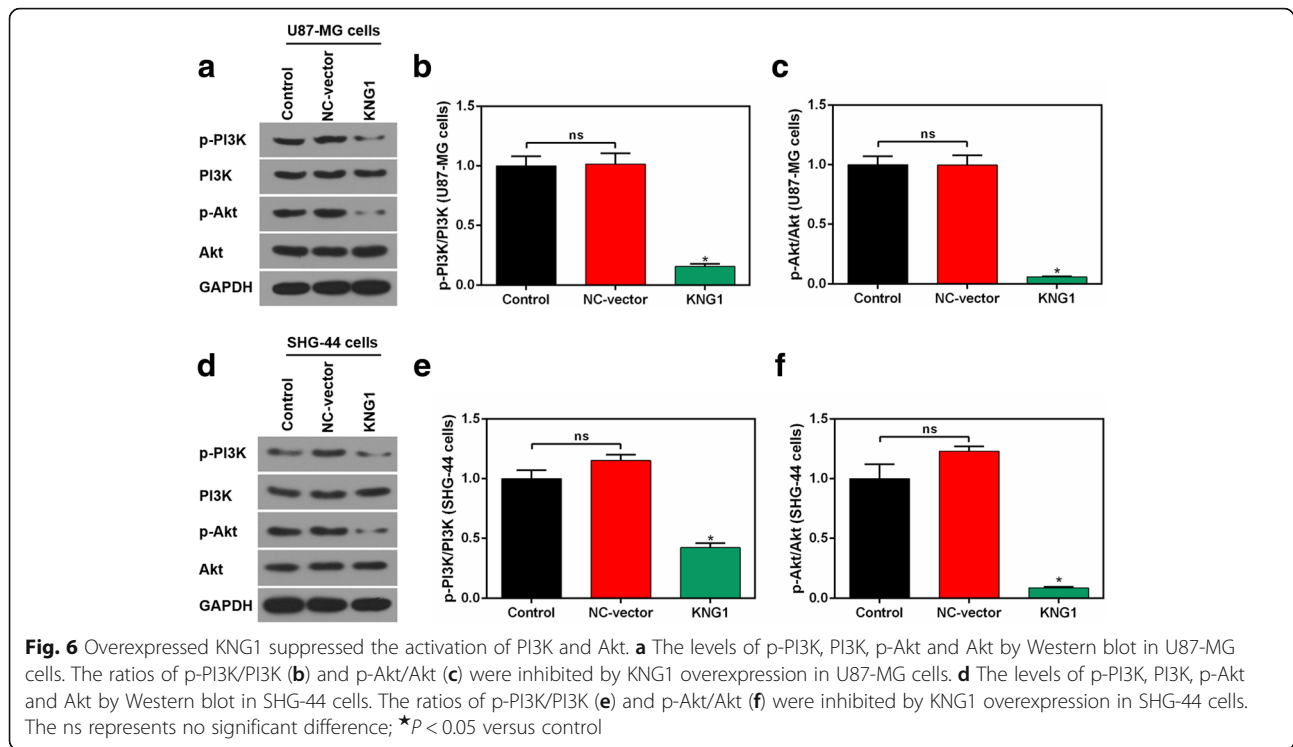 U87-MG cells
a
Control
NC-vector
KNG1
p-PI3K
PI3K
p-Akt
Akt
GAPDH
b
p-PI3K/PI3K (U87-MG cells)
1.5
1.0
0.5
0.0
ns
*
Control NC-vector KNG1
c
p-Akt/Akt (U87-MG cells)
1.5
1.0
0.5
0.0
ns
*
Control NC-vector KNG1
SHG-44 cells
d
Control
NC-vector
KNG1
p-PI3K
PI3K
p-Akt
Akt
GAPDH
e
p-PI3K/PI3K (SHG-44 cells)
1.5
1.0
0.5
0.0
ns
*
Control NC-vector KNG1
f
p-Akt/Akt (SHG-44 cells)
1.5
1.0
0.5
0.0
ns
*
Control NC-vector KNG1
Fig. 6 Overexpressed KNG1 suppressed the activation of PI3K and Akt. a The levels of p-PI3K, PI3K, p-Akt and Akt by Western blot in U87-MG
cells. The ratios of p-PI3K/PI3K (b) and p-Akt/Akt (c) were inhibited by KNG1 overexpression in U87-MG cells. d The levels of p-PI3K, PI3K, p-Akt
and Akt by Western blot in SHG-44 cells. The ratios of p-PI3K/PI3K (e) and p-Akt/Akt (f) were inhibited by KNG1 overexpression in SHG-44 cells.
The ns represents no significant difference; ★P < 0.05 versus control